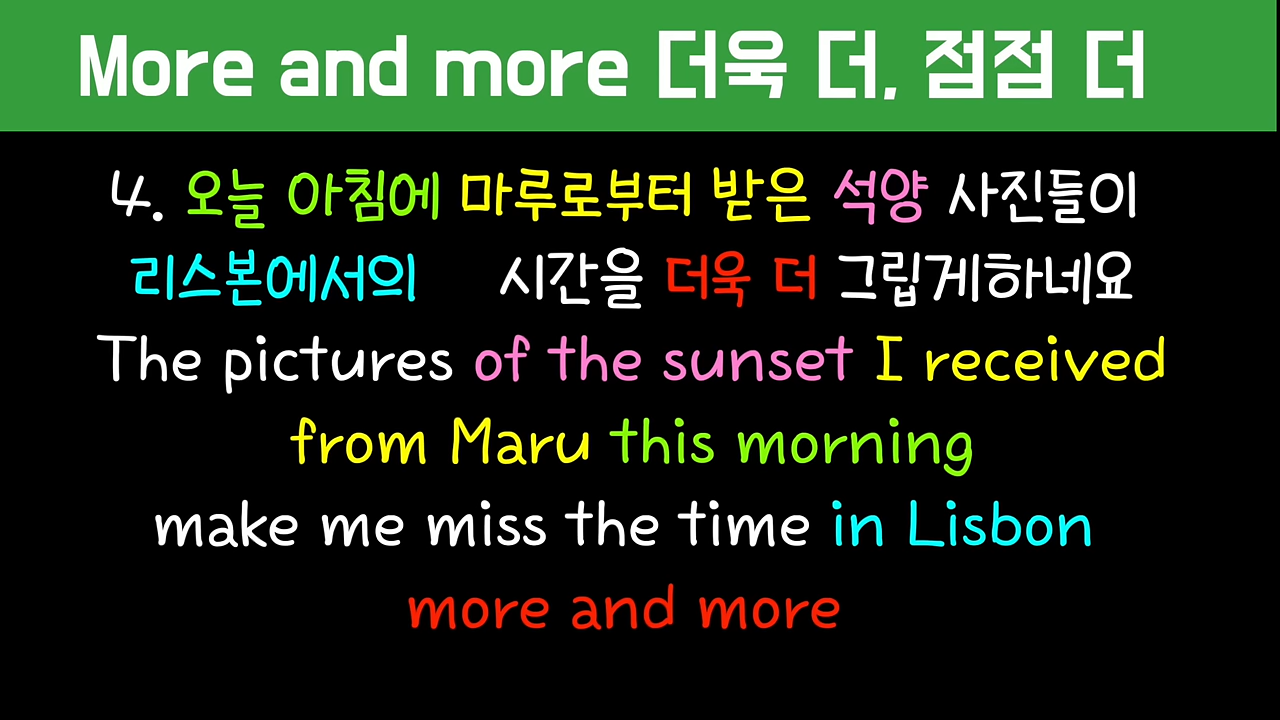 More and more 더욱 더, 점점 더
4. 오늘 아침에 마루로부터 받은 석양 사진들이
리스본에서의 시간을 더욱 더 그립게하네요
The pictures of the sunset I received
from Maru this morning
make me miss the time in Lisbon
more and more